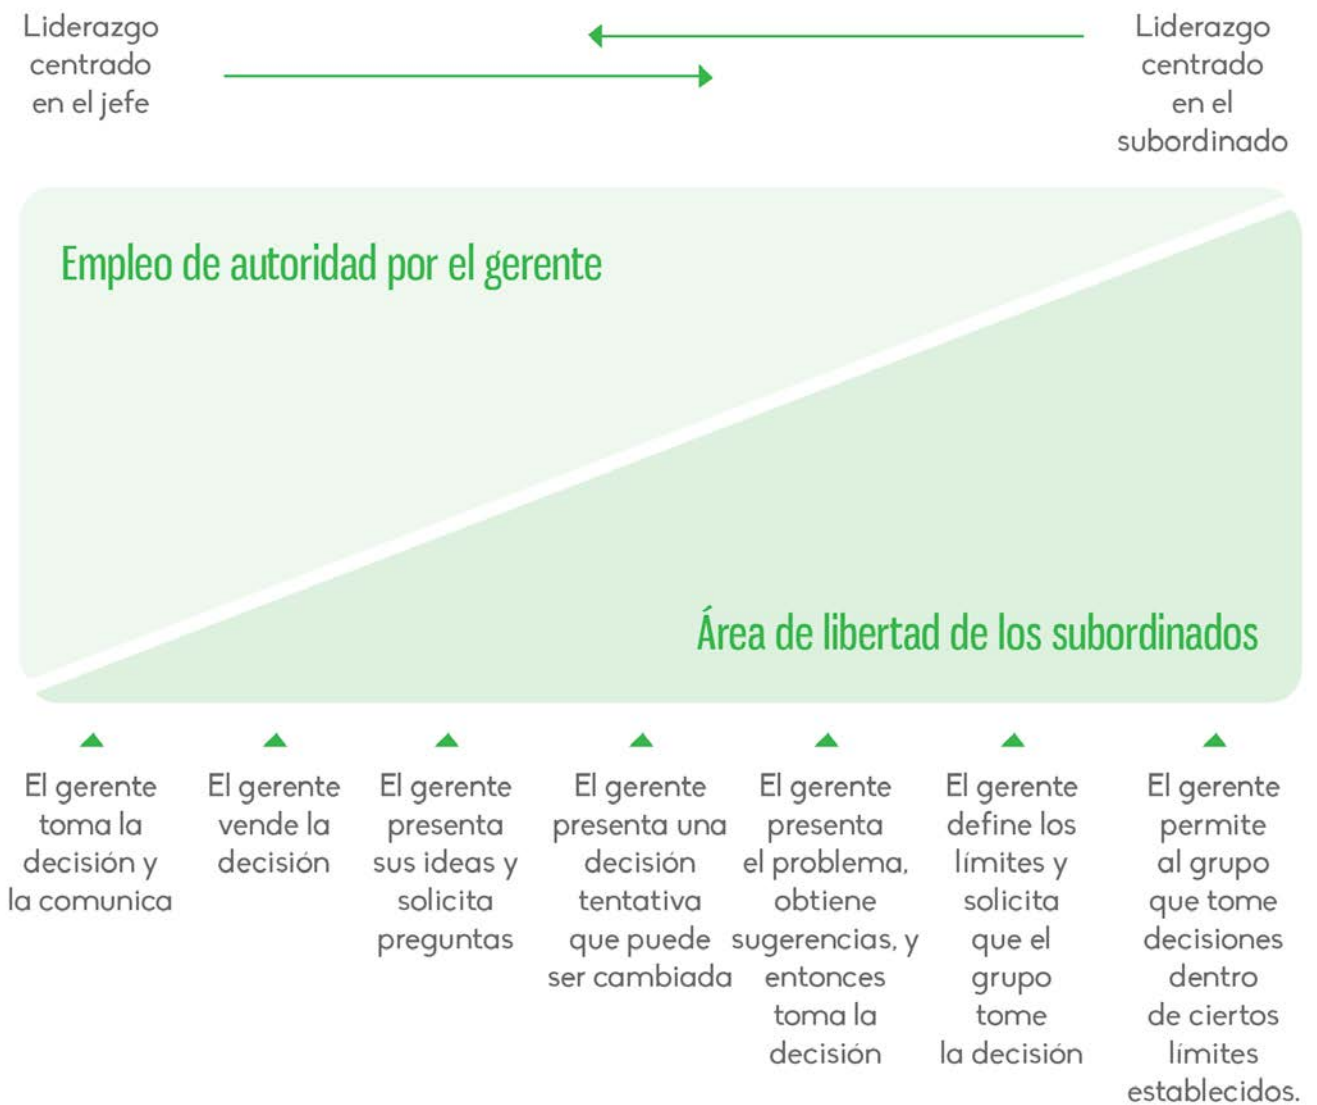 Liderazgo
centrado
en el jefe
Liderazgo
centrado
en el
subordinado
Empleo de autoridad por el gerente
Área de libertad de los subordinados
El gerente
toma la
decisión y
la comunica
El gerente
vende la
decisión
El gerente
presenta
sus ideas y
solicita
preguntas
El gerente
presenta una
decisión
tentativa
que puede
ser cambiada
El gerente
presenta
el problema,
obtiene
sugerencias, y
entonces
toma la
decisión
El gerente
define los
límites y
solicita
que el
grupo
tome
la decisión
El gerente
permite
al grupo
que tome
decisiones
dentro
de ciertos
límites
establecidos.